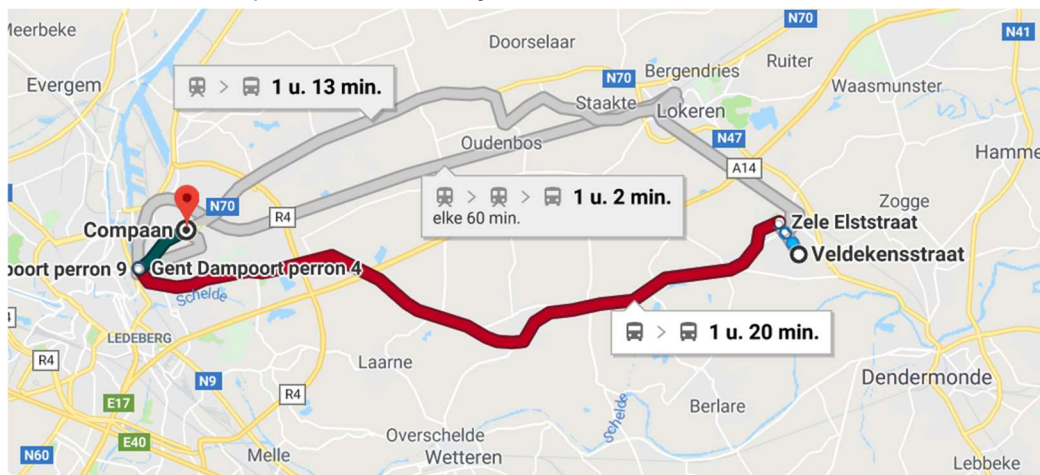 Meerbeke
Evergem
Doorselaar
N70
N41
N70
Bergendries
Ruiter
Waasmunster
1 u. 13 min.
Staakte
Lokeren
Oudenbos
N47
Hamme
A14
N70
R4
1 u. 2 min.
elke 60 min.
Zogge
Compaan
Zele Elststraat
Veldekensstraat
poort perron 9
Gent Dampoort perron 4
Schelde
LEDEBERG
1 u. 20 min.
R4
Laarne
N9
R4
Dendermonde
E17
Schelde
Berlare
E40
Overschelde
N60
Melle
Wetteren
Lebbeke